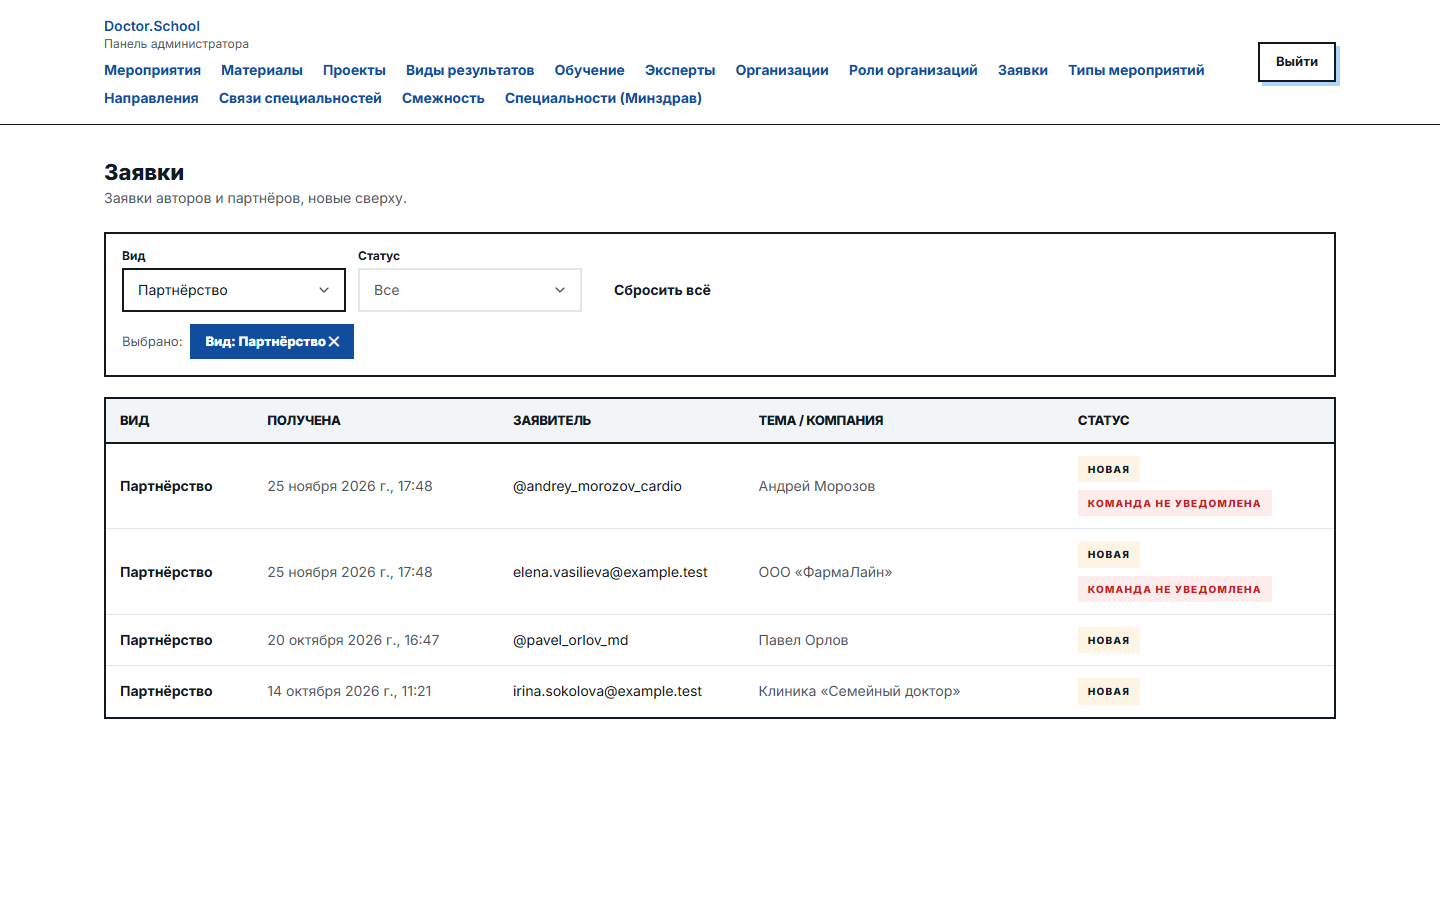 Doctor.School
Панель администратора
Мероприятия Материалы Проекты Виды результатов Обучение Эксперты Организации Роли организаций Заявки Типы мероприятий
Направления Связи специальностей Смежность Специальности (Минздрав)
Выйти
Заявки
Заявки авторов и партнёров, новые сверху.
Вид Статус
Партнёрство Все Сбросить всё
Выбрано: Вид: Партнёрство
ВИД ПОЛУЧЕНА ЗАЯВИТЕЛЬ ТЕМА / КОМПАНИЯ СТАТУС
Партнёрство 25 ноября 2026 г., 17:48 @andrey_morozov_cardio Андрей Морозов НОВАЯ
КОМАНДА НЕ УВЕДОМЛЕНА
Партнёрство 25 ноября 2026 г., 17:48 elena.vasilieva@example.test ООО «ФармаЛайн» НОВАЯ
КОМАНДА НЕ УВЕДОМЛЕНА
Партнёрство 20 октября 2026 г., 16:47 @pavel_orlov_md Павел Орлов НОВАЯ
Партнёрство 14 октября 2026 г., 11:21 irina.sokolova@example.test Клиника «Семейный доктор» НОВАЯ